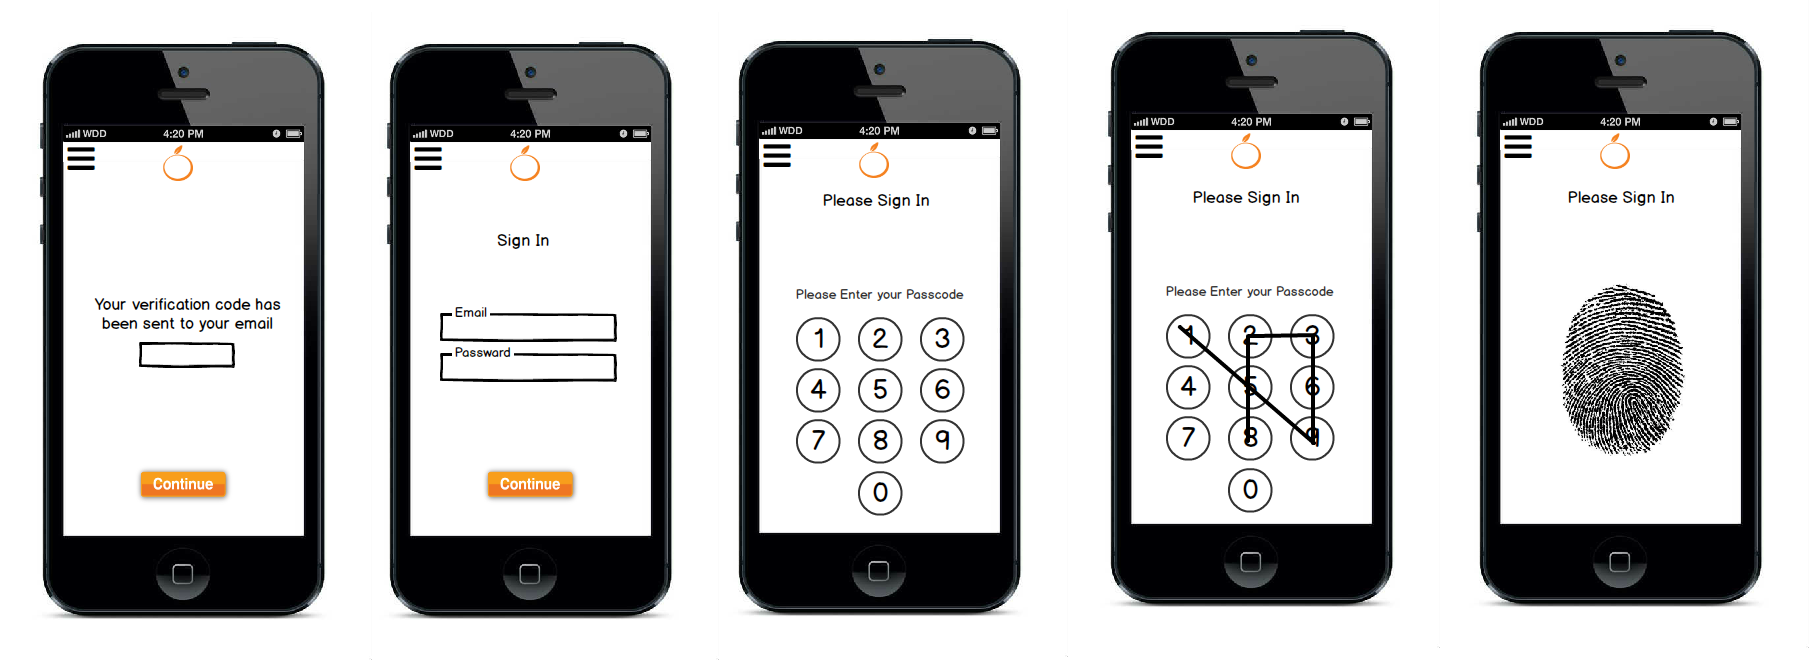 WDD 4:20 PM
Your verification code has
been sent to your email
Continue
WDD 4:20 PM
Sign In
Email
Passward
Continue
WDD 4:20 PM
Please Sign In
Please Enter your Passcode
1 2 3
4 5 6
7 8 9
0
WDD 4:20 PM
Please Sign In
Please Enter your Passcode
1 2 3
4 5 6
7 8 9
0
WDD 4:20 PM
Please Sign In